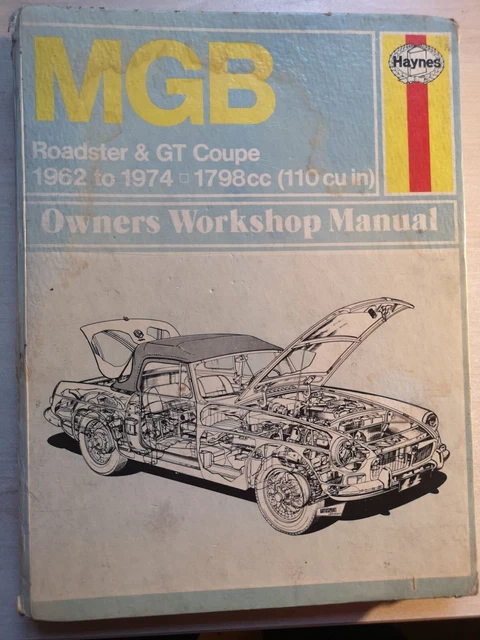 MGB
Haynes
Roadster & GT Coupe
1962 to 1974 □ 1798cc (110 cu in)
Owners Workshop Manual